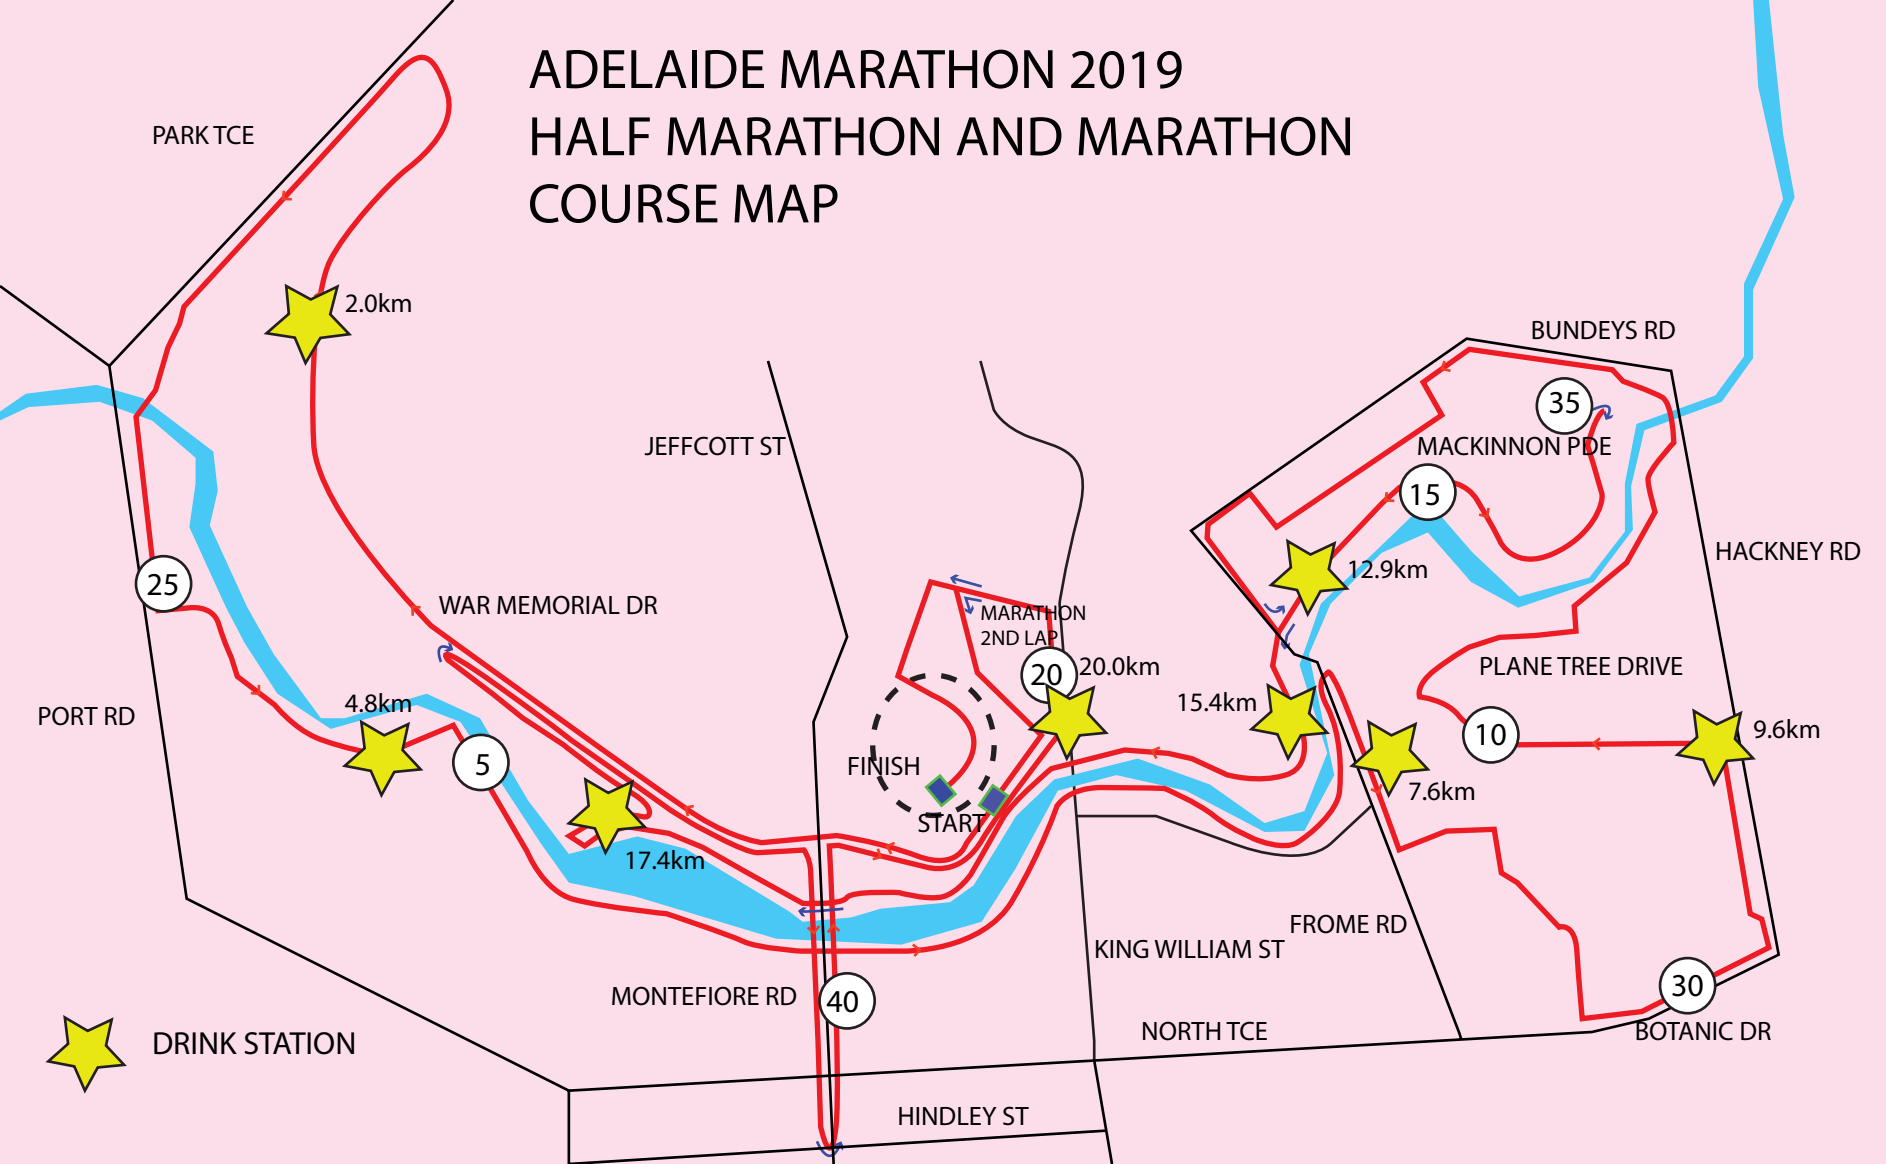 ADELAIDE MARATHON 2019
HALF MARATHON AND MARATHON
COURSE MAP
PARK TCE
2.0km
BUNDEYS RD
35
MACKINNON PDE
JEFFCOTT ST
15
HACKNEY RD
12.9km
25
WAR MEMORIAL DR
MARATHON
2ND LAP
20
20.0km
PLANE TREE DRIVE
4.8km
15.4km
PORT RD
10
9.6km
5
FINISH
7.6km
START
17.4km
FROME RD
KING WILLIAM ST
30
MONTEFIORE RD
40
NORTH TCE
BOTANIC DR
DRINK STATION
HINDLEY ST